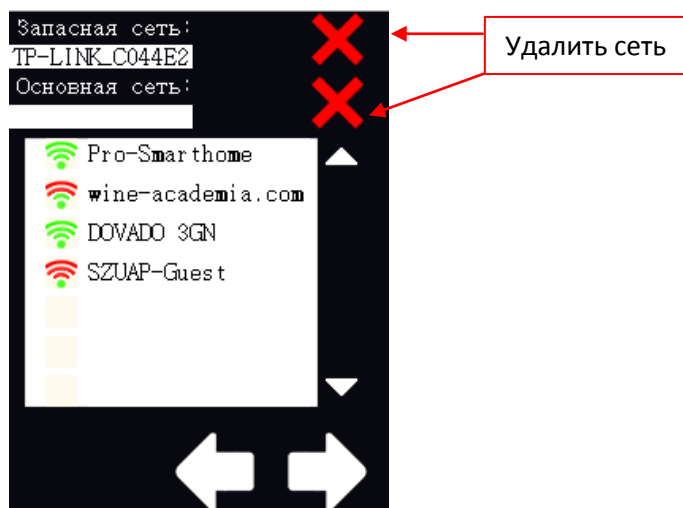 Запасная сеть:
TP-LINK_C044E2
Основная сеть:
Удалить сеть
Pro-Smarthome
wine-academia.com
DOVADO 3GN
SZUAP-Guest